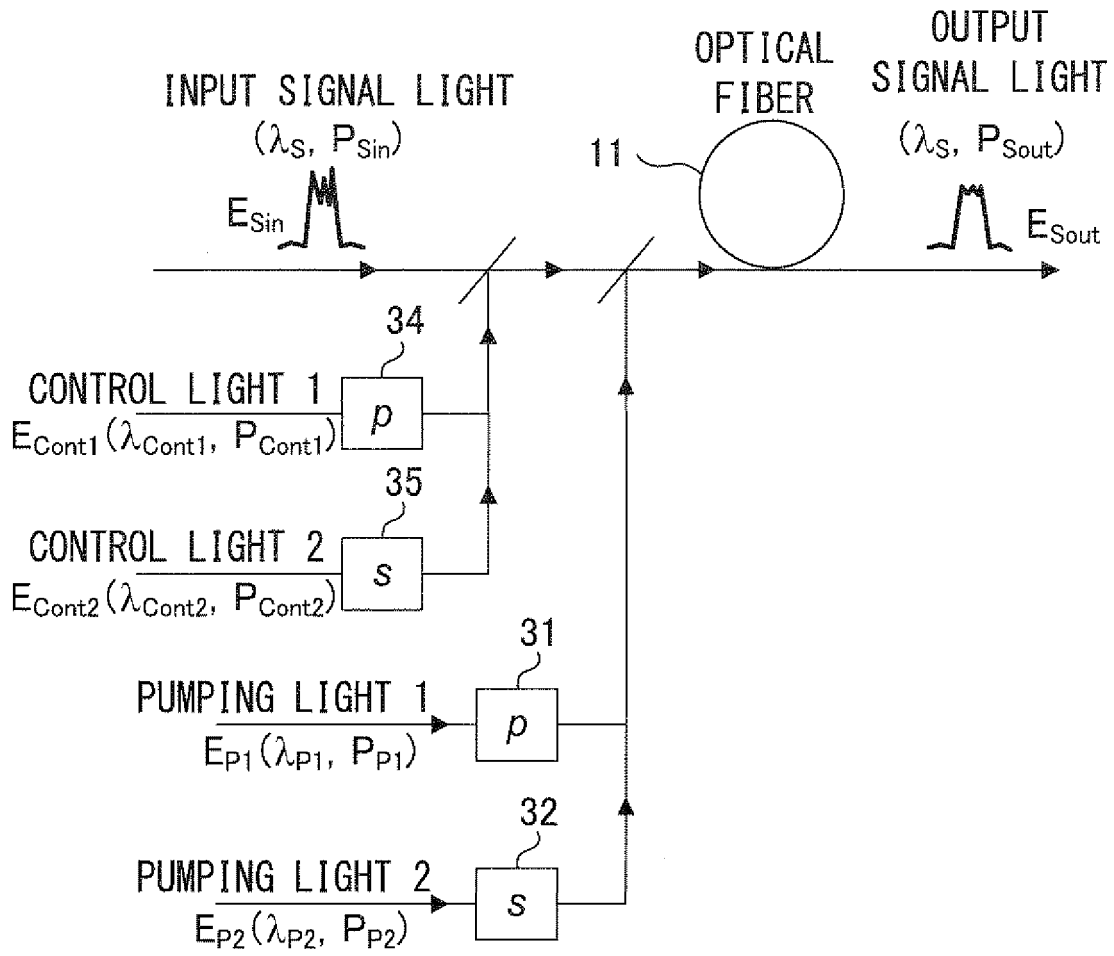 INPUT SIGNAL LIGHT
(λS, PSin)
ESin
OPTICAL
FIBER
11
OUTPUT
SIGNAL LIGHT
(λS, PSout)
ESout
34
CONTROL LIGHT 1
p
ECont1(λCont1, PCont1)
35
CONTROL LIGHT 2
s
ECont2(λCont2, PCont2)
31
PUMPING LIGHT 1
p
EP1(λP1, PP1)
32
PUMPING LIGHT 2
s
EP2(λP2, PP2)